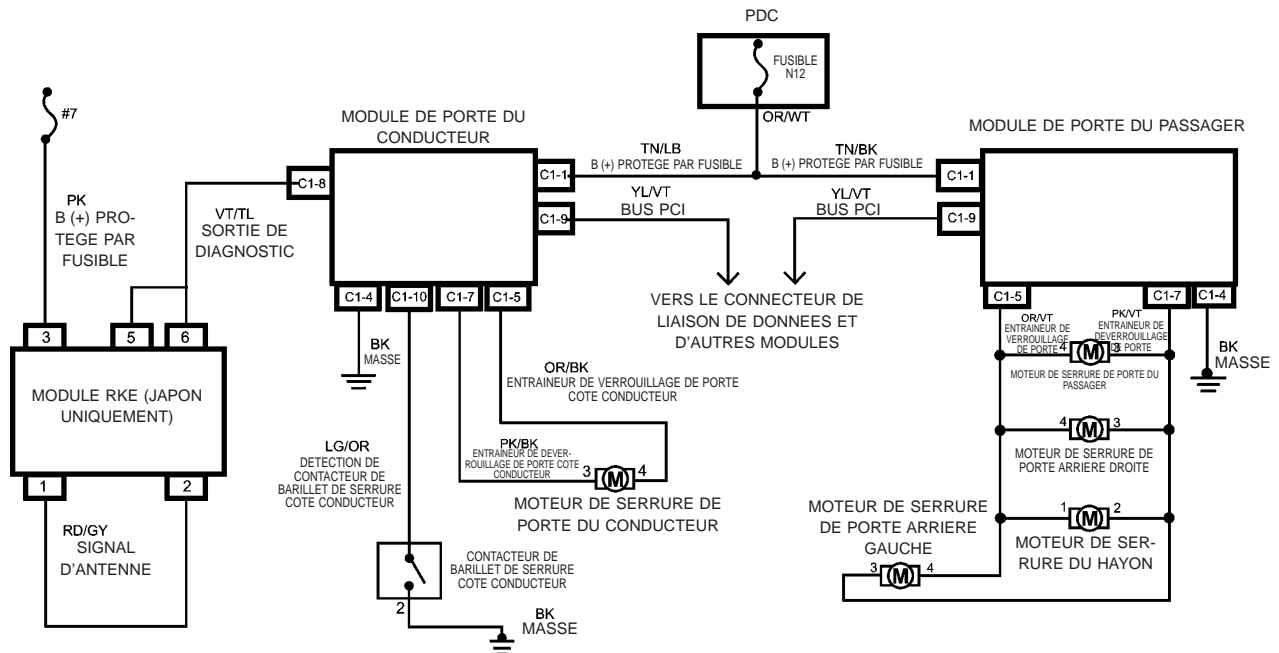 PDC
FUSIBLE
N12
OR/WT
#7
PK
B (+) PRO-
TEGE PAR
FUSIBLE
VT/TL
SORTIE DE
DIAGNOSTIC
MODULE DE PORTE DU
CONDUCTEUR
C1-8
C1-1
C1-9
C1-4
C1-10
C1-7
C1-5
TN/LB
B (+) PROTEGE PAR FUSIBLE
YL/VT
BUS PCI
TN/BK
B (+) PROTEGE PAR FUSIBLE
YL/VT
BUS PCI
VERS LE CONNECTEUR DE
LIAISON DE DONNEES ET
D'AUTRES MODULES
MODULE DE PORTE DU PASSAGER
C1-1
C1-9
C1-5
C1-7
C1-4
3
5
6
MODULE RKE (JAPON
UNIQUEMENT)
1
2
RD/GY
SIGNAL
D'ANTENNE
BK
MASSE
LG/OR
DETECTION DE
CONTACTEUR DE
BARILLET DE SERRURE
COTE CONDUCTEUR
OR/BK
ENTRAINEUR DE VERROUILLAGE DE PORTE
COTE CONDUCTEUR
PK/BK
ENTRAINEUR DE DEVER-
ROUILLAGE DE PORTE COTE
CONDUCTEUR
3
M
4
MOTEUR DE SERRURE DE
PORTE DU CONDUCTEUR
CONTACTEUR DE
BARILLET DE SERRURE
COTE CONDUCTEUR
2
BK
MASSE
OR/VT
ENTRAINEUR DE
VERROUILLAGE
DE PORTE
PK/VT
ENTRAINEUR DE
DEVERROUILLAGE
DE PORTE
BK
MASSE
4
M
3
MOTEUR DE SERRURE DE PORTE DU
PASSAGER
4
M
3
MOTEUR DE SERRURE DE
PORTE ARRIERE DROITE
1
M
2
MOTEUR DE SER-
RURE DU HAYON
MOTEUR DE SERRURE
DE PORTE ARRIERE
GAUCHE
3
M
4